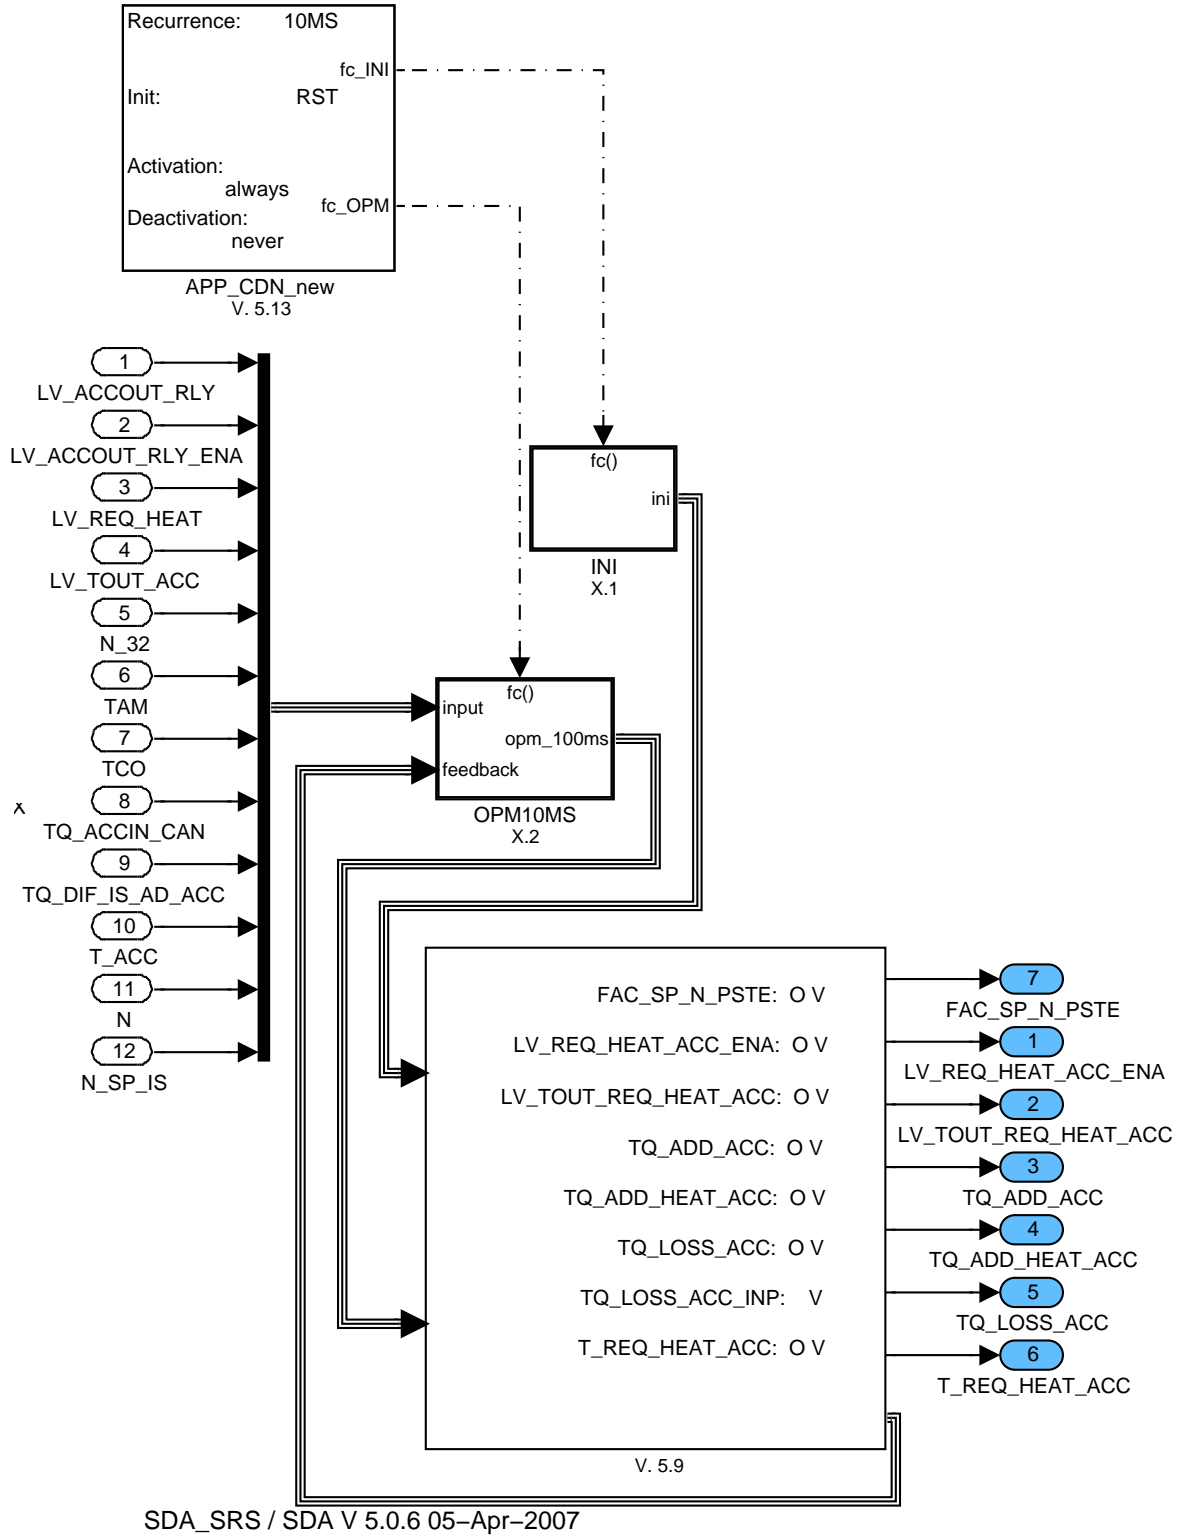 Recurrence: 10MS
fc_INI
Init: RST
Activation:
always
fc_OPM
Deactivation:
never
APP_CDN_new
V. 5.13
1
LV_ACCOUT_RLY
2
LV_ACCOUT_RLY_ENA
3
LV_REQ_HEAT
4
LV_TOUT_ACC
5
N_32
6
TAM
7
TCO
8
TQ_ACCIN_CAN
9
TQ_DIF_IS_AD_ACC
10
T_ACC
11
N
12
N_SP_IS
fc()
ini
INI
X.1
fc()
input
opm_100ms
feedback
OPM10MS
X.2
FAC_SP_N_PSTE: O V
LV_REQ_HEAT_ACC_ENA: O V
LV_TOUT_REQ_HEAT_ACC: O V
TQ_ADD_ACC: O V
TQ_ADD_HEAT_ACC: O V
TQ_LOSS_ACC: O V
TQ_LOSS_ACC_INP: V
T_REQ_HEAT_ACC: O V
V. 5.9
7
FAC_SP_N_PSTE
1
LV_REQ_HEAT_ACC_ENA
2
LV_TOUT_REQ_HEAT_ACC
3
TQ_ADD_ACC
4
TQ_ADD_HEAT_ACC
5
TQ_LOSS_ACC
6
T_REQ_HEAT_ACC
SDA_SRS / SDA V 5.0.6 05−Apr−2007